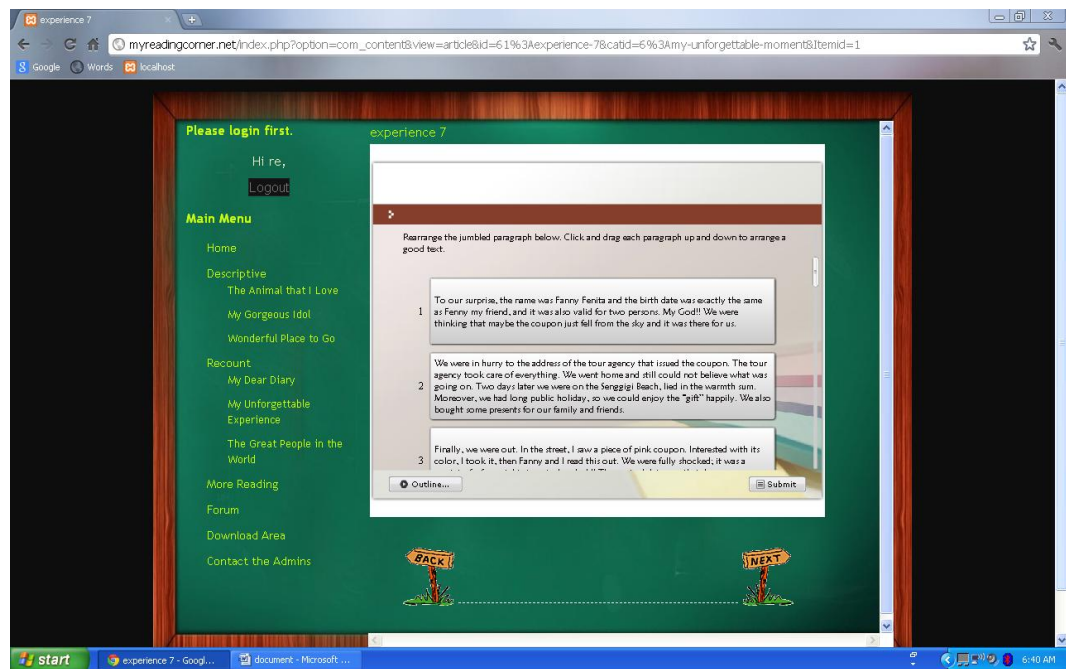 experience 7
myreadingcorner.net/index.php?option=com_content&view=article&id=61%3Aexperience-7&catid=6%3Amy-unforgettable-moment&Itemid=1
Google Words localhost
Please login first.
Hi re,
Logout
Main Menu
Home
Descriptive
The Animal that I Love
My Gorgeous Idol
Wonderful Place to Go
Recount
My Dear Diary
My Unforgettable
Experience
The Great People in the
World
More Reading
Forum
Download Area
Contact the Admins
experience 7
Rearrange the jumbled paragraph below. Click and drag each paragraph up and down to arrange a
good text.
1
To our surprise, the name was Fanny Fenita and the birth date was exactly the same
as Fenny my friend, and it was also valid for two persons. My God!! We were
thinking that maybe the coupon just fell from the sky and it was there for us.
2
We were in hurry to the address of the tour agency that issued the coupon. The tour
agency took care of everything. We went home and still could not believe what was
going on. Two days later we were on the Senggigi Beach, lied in the warmth sum.
Moreover, we had long public holiday, so we could enjoy the "gift" happily. We also
bought some presents for our family and friends.
3
Finally, we were out. In the street, I saw a piece of pink coupon. Interested with its
color, I took it, then Fanny and I read this out. We were fully shocked; it was a
Outline...
Submit
BACK
NEXT
start
experience 7 - Googl...
document - Microsoft ...
6:40 AM